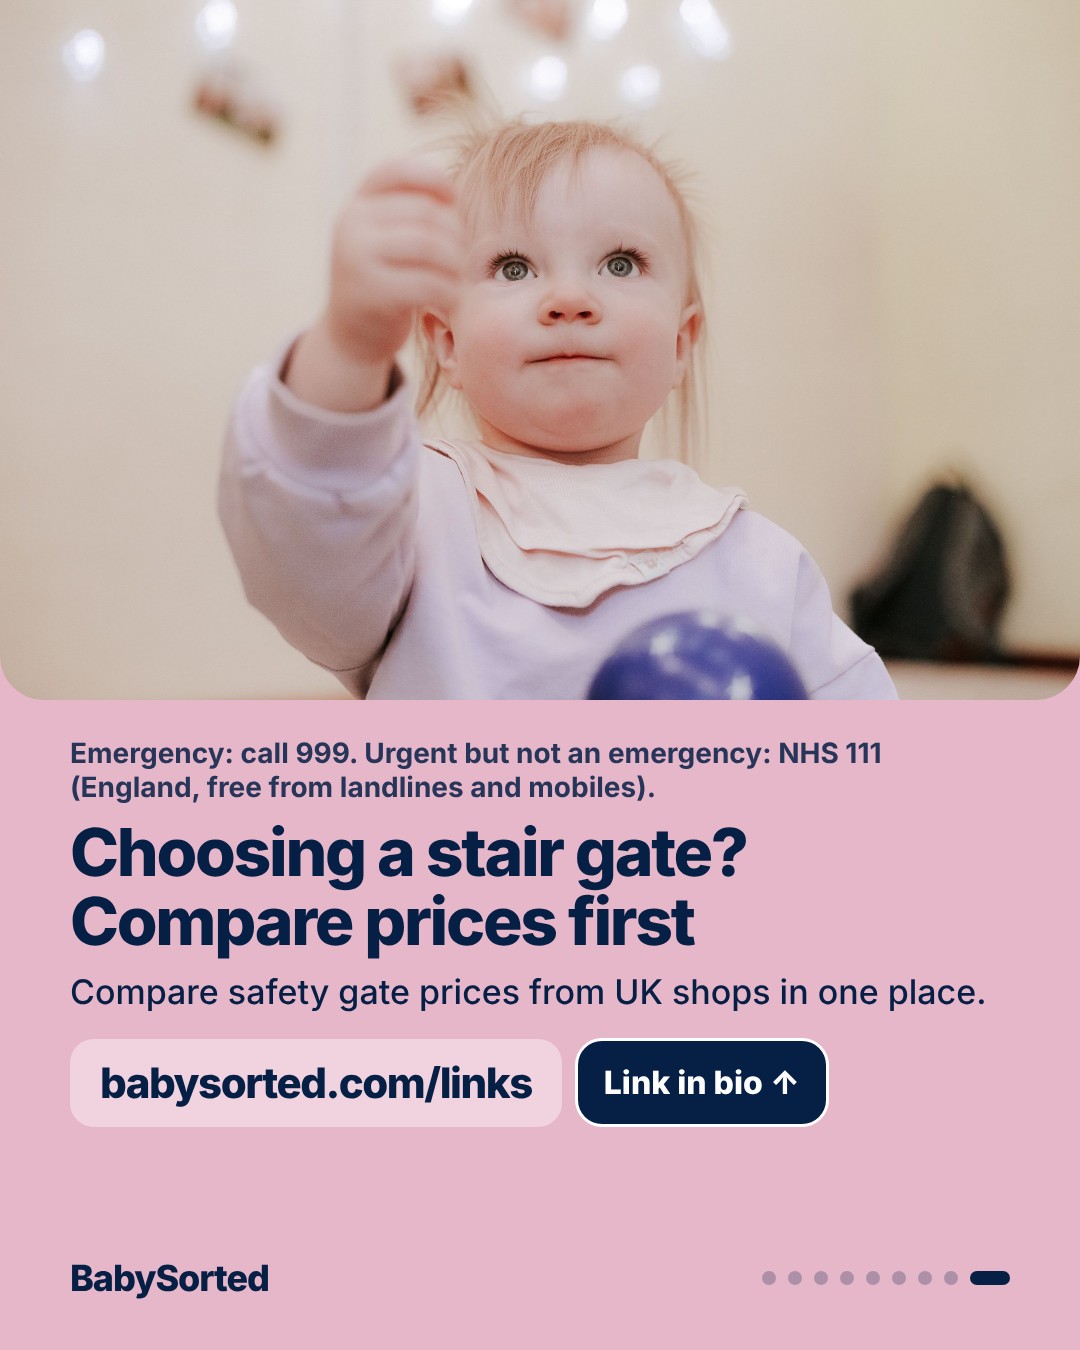 Emergency: call 999. Urgent but not an emergency: NHS 111
(England, free from landlines and mobiles).
Choosing a stair gate?
Compare prices first
Compare safety gate prices from UK shops in one place.
babysorted.com/links
Link in bio ↑
BabySorted